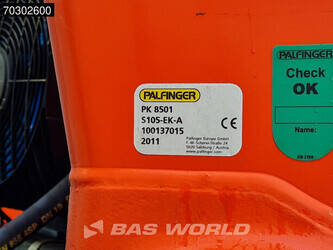 70302600
PALFINGER
PK 8501
S105-EK-A
100137015
2011
Palfinger Europe GmbH
F.-W.-Scherer-Straße 24
5020 Salzburg / Austria
www.palfinger.com
CE
PALFINGER
Check
OK
Name:
BAS WORLD